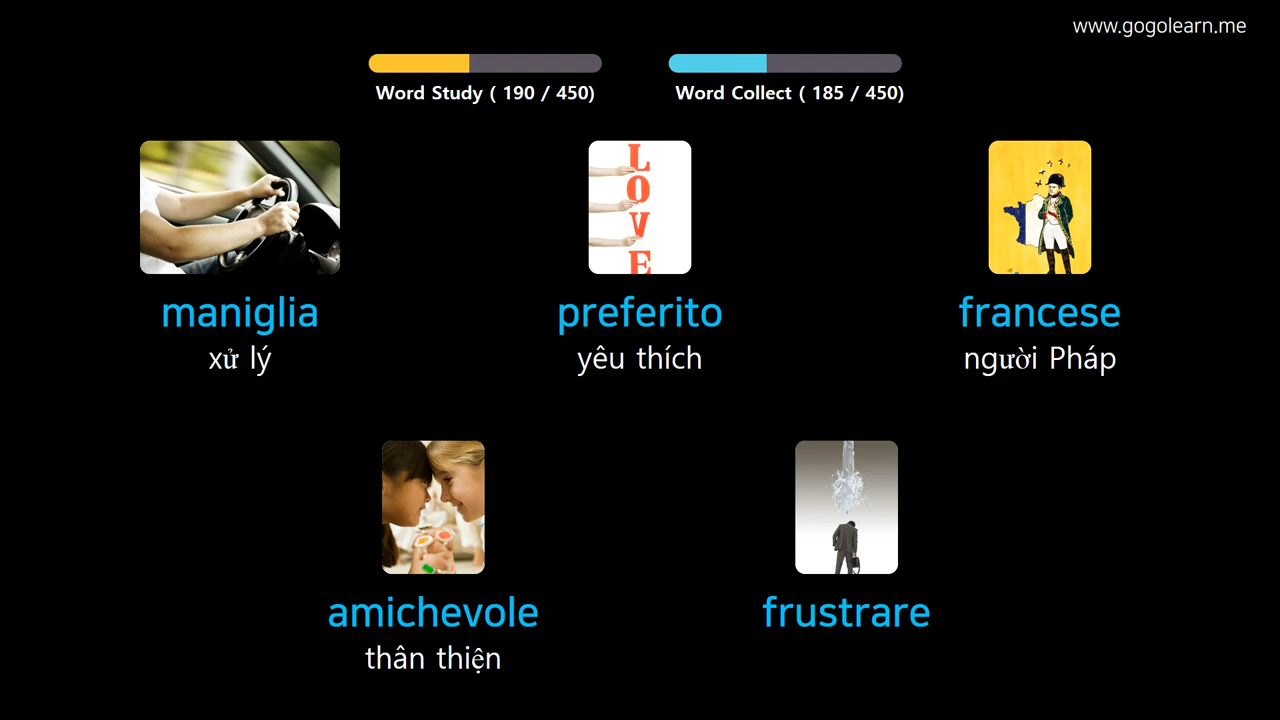 www.gogolearn.me
Word Study ( 190 / 450)
Word Collect ( 185 / 450)
LOVE
maniglia
preferito
francese
xử lý
yêu thích
người Pháp
amichevole
frustrare
thân thiện